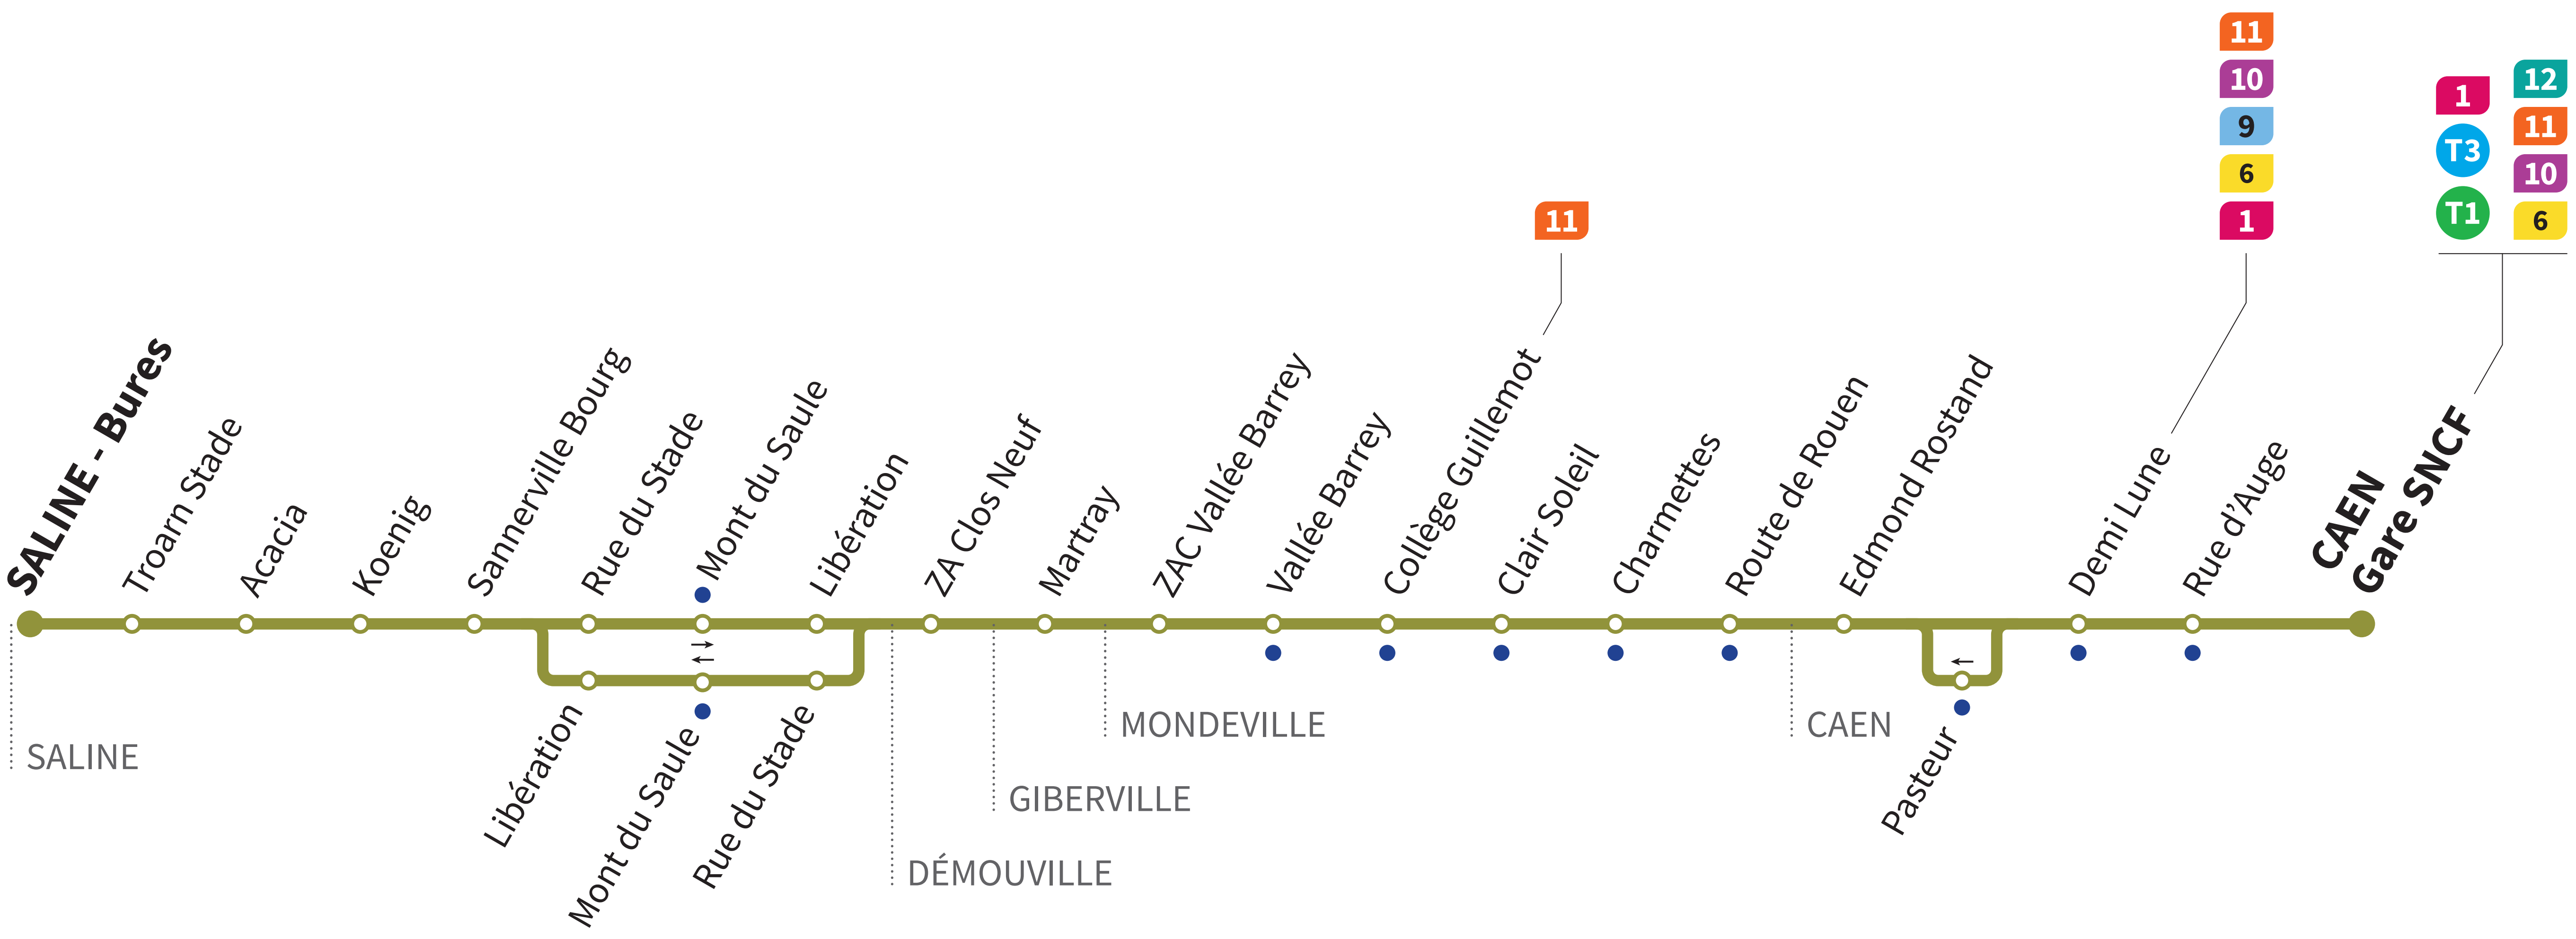 11
10
9
6
1
1
T3
T1
12
11
10
6
11
SALINE - Bures
Troarn Stade
Acacia
Koenig
Sannerville Bourg
Rue du Stade
Mont du Saule
Libération
ZA Clos Neuf
Martray
ZAC Vallée Barrey
Vallée Barrey
Collège Guillemot
Clair Soleil
Charmettes
Route de Rouen
Edmond Rostand
Demi Lune
Rue d'Auge
CAEN
Gare SNCF
Libération
Mont du Saule
Rue du Stade
Pasteur
SALINE
DÉMOUVILLE
GIBERVILLE
MONDEVILLE
CAEN